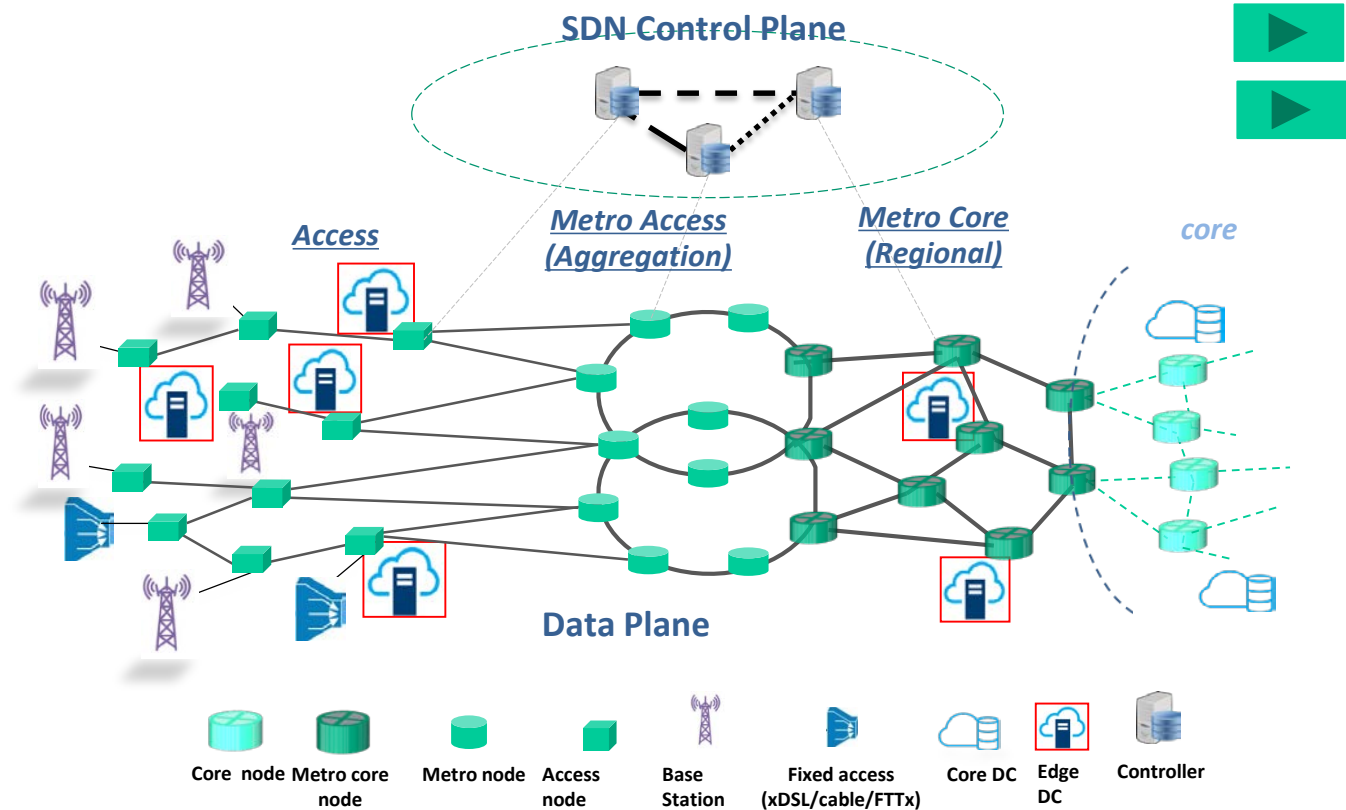 SDN Control Plane
Access
Metro Access
(Aggregation)
Metro Core
(Regional)
core
Data Plane
Core node
Metro core
node
Metro node
Access
node
Base
Station
Fixed access
(xDSL/cable/FTTx)
Core DC
Edge
DC
Controller